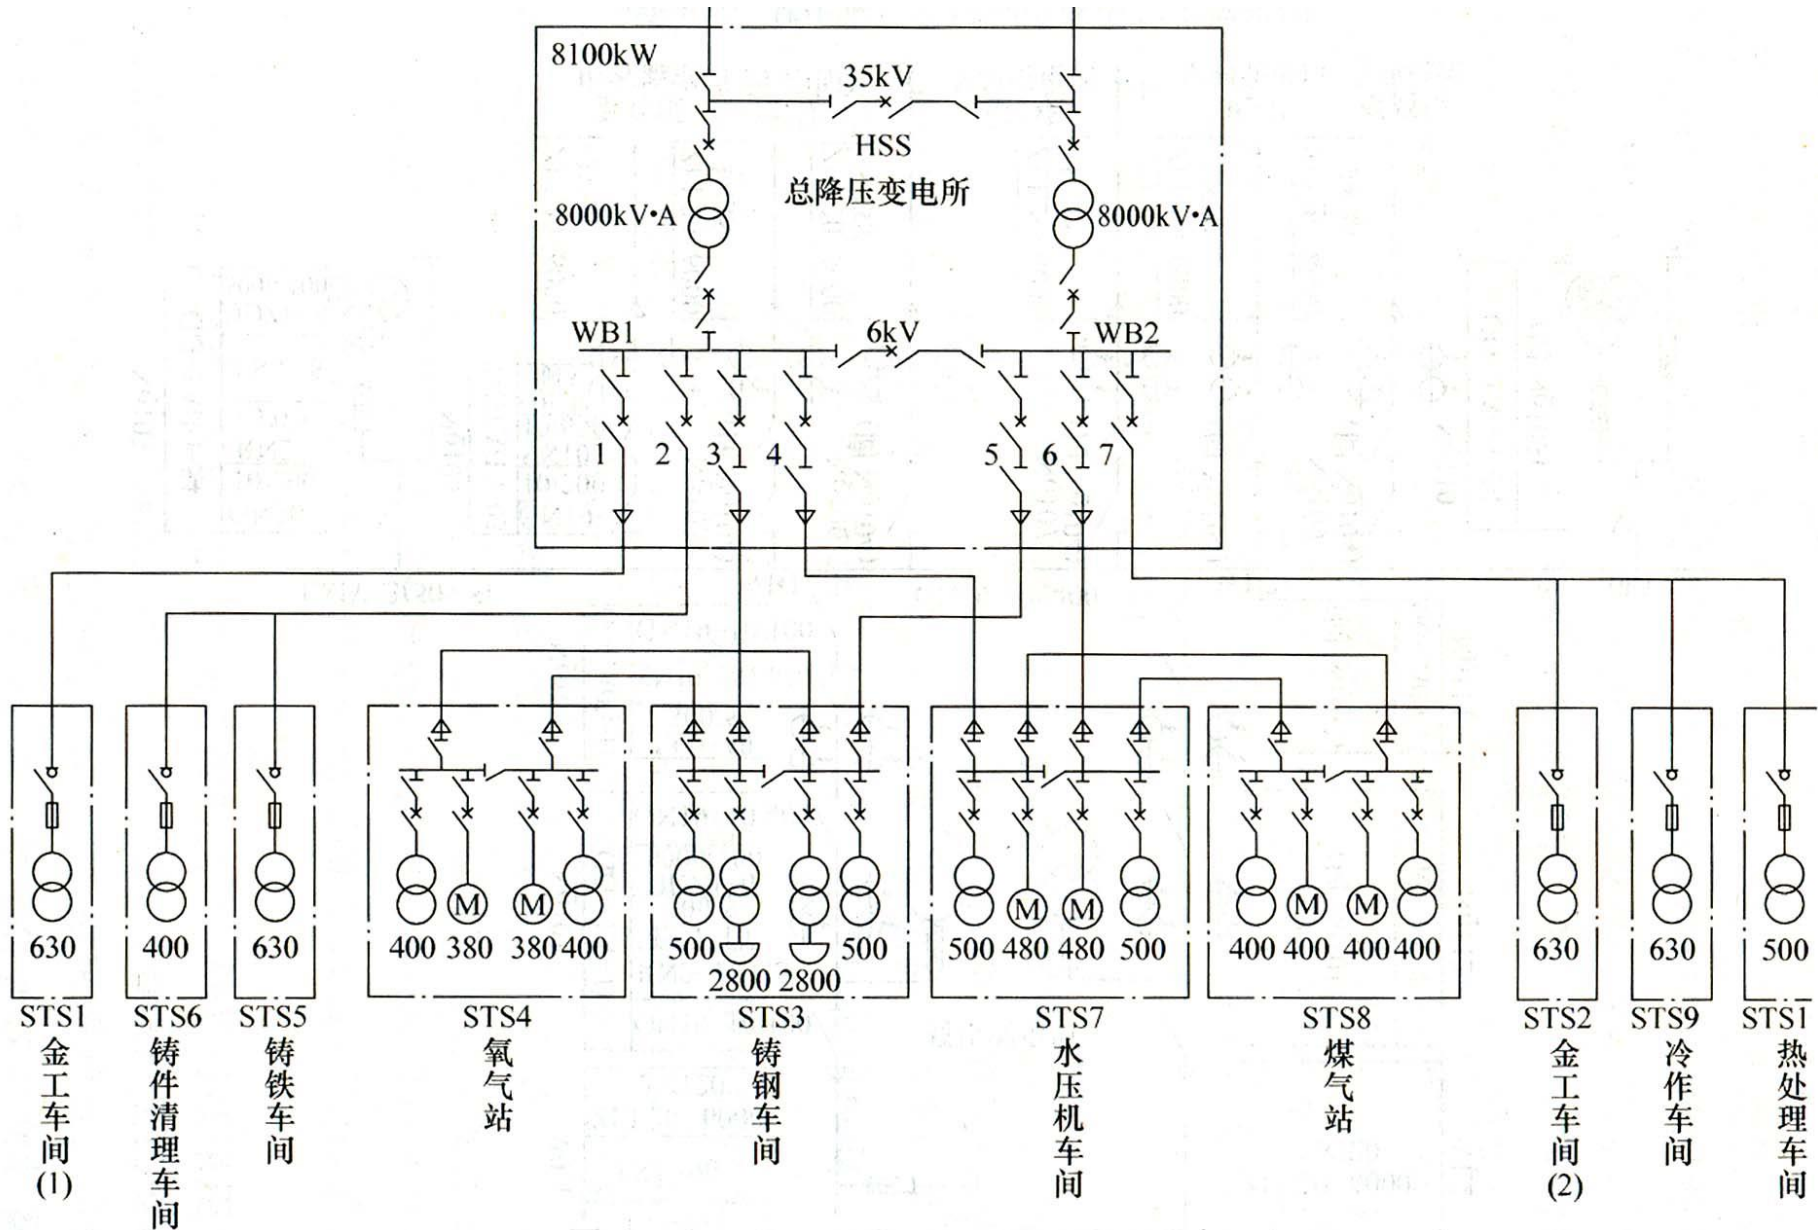 8100kW
35kV
HSS
总降压变电所
8000kV•A
8000kV•A
WB1
6kV
WB2
1
2
3
4
5
6
7
M
M
M
M
M
M
630
400
630
400
380
380
400
500
500
2800
2800
500
480
480
500
400
400
400
400
630
630
500
STS1
STS6
STS5
STS4
STS3
STS7
STS8
STS2
STS9
STS1
金工车间(1)
铸件清理车间
铸铁车间
氧气站
铸钢车间
水压机车间
煤气站
金工车间(2)
冷作车间
热处理车间